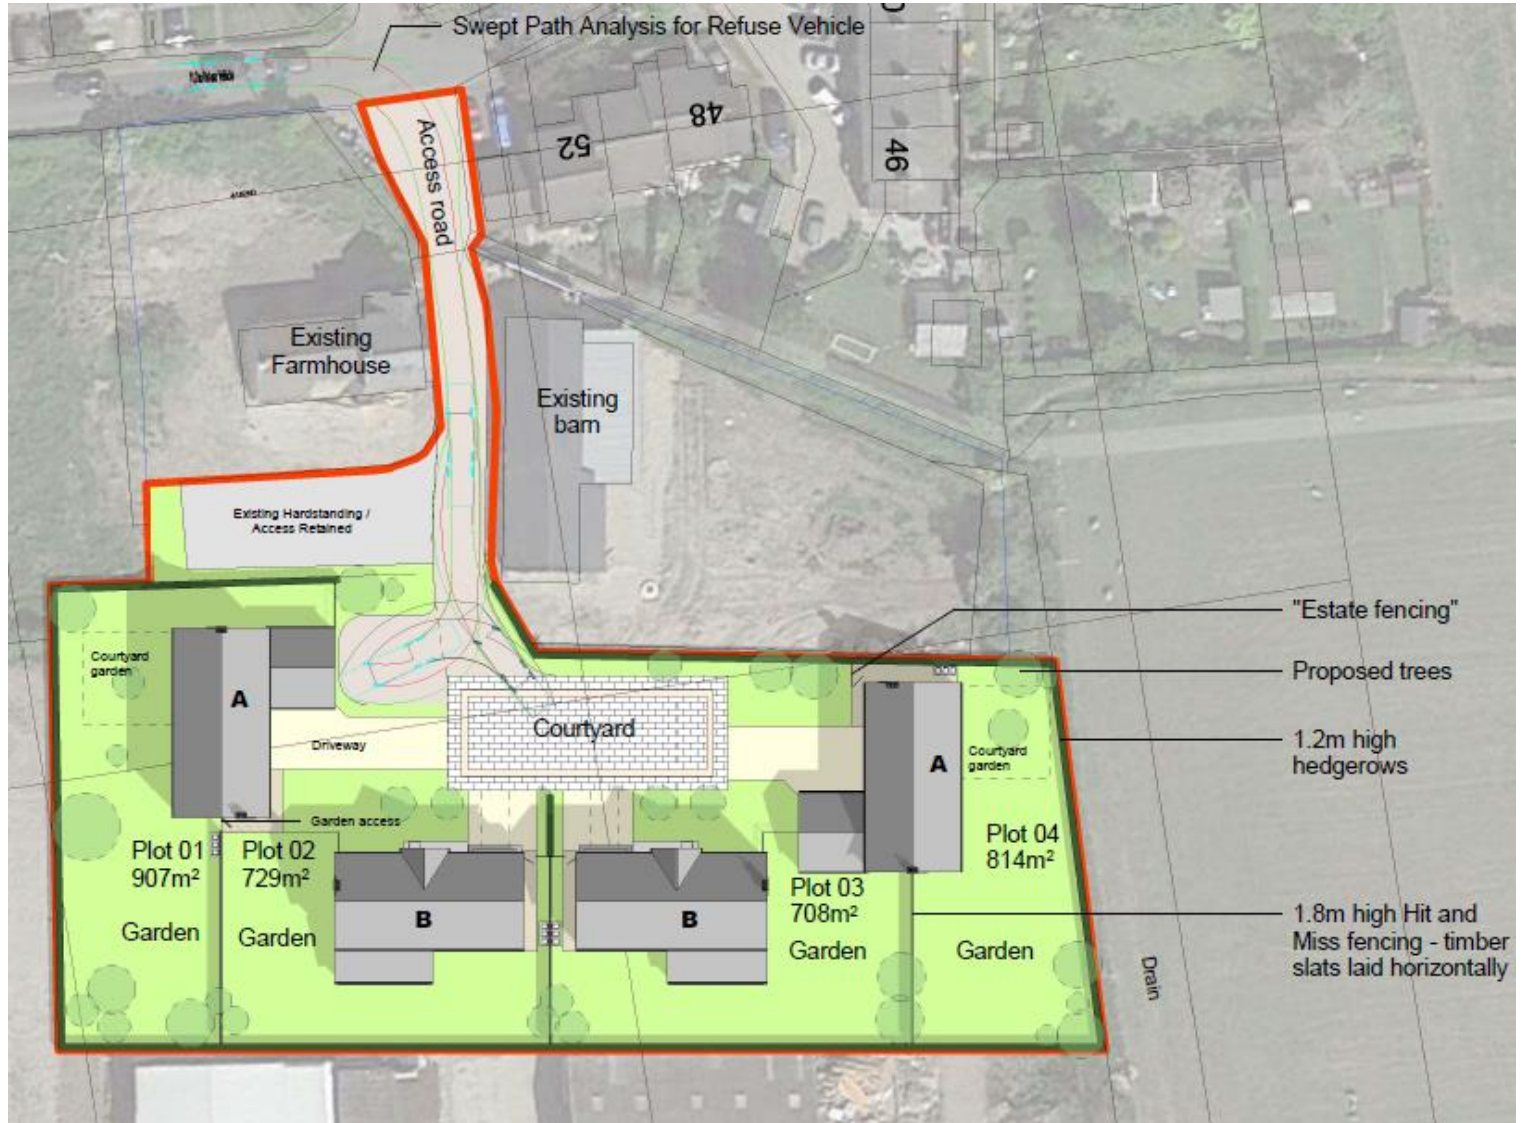 Swept Path Analysis for Refuse Vehicle
Access road
52
48
46
Existing
Farmhouse
Existing
barn
Existing Hardstanding /
Access Retained
"Estate fencing"
Proposed trees
1.2m high
hedgerows
1.8m high Hit and
Miss fencing - timber
slats laid horizontally
Courtyard
garden
A
Driveway
Courtyard
A
Courtyard
garden
Garden access
Plot 01
907m²
Garden
Plot 02
729m²
Garden
B
B
Plot 03
708m²
Garden
Plot 04
814m²
Garden
Drain